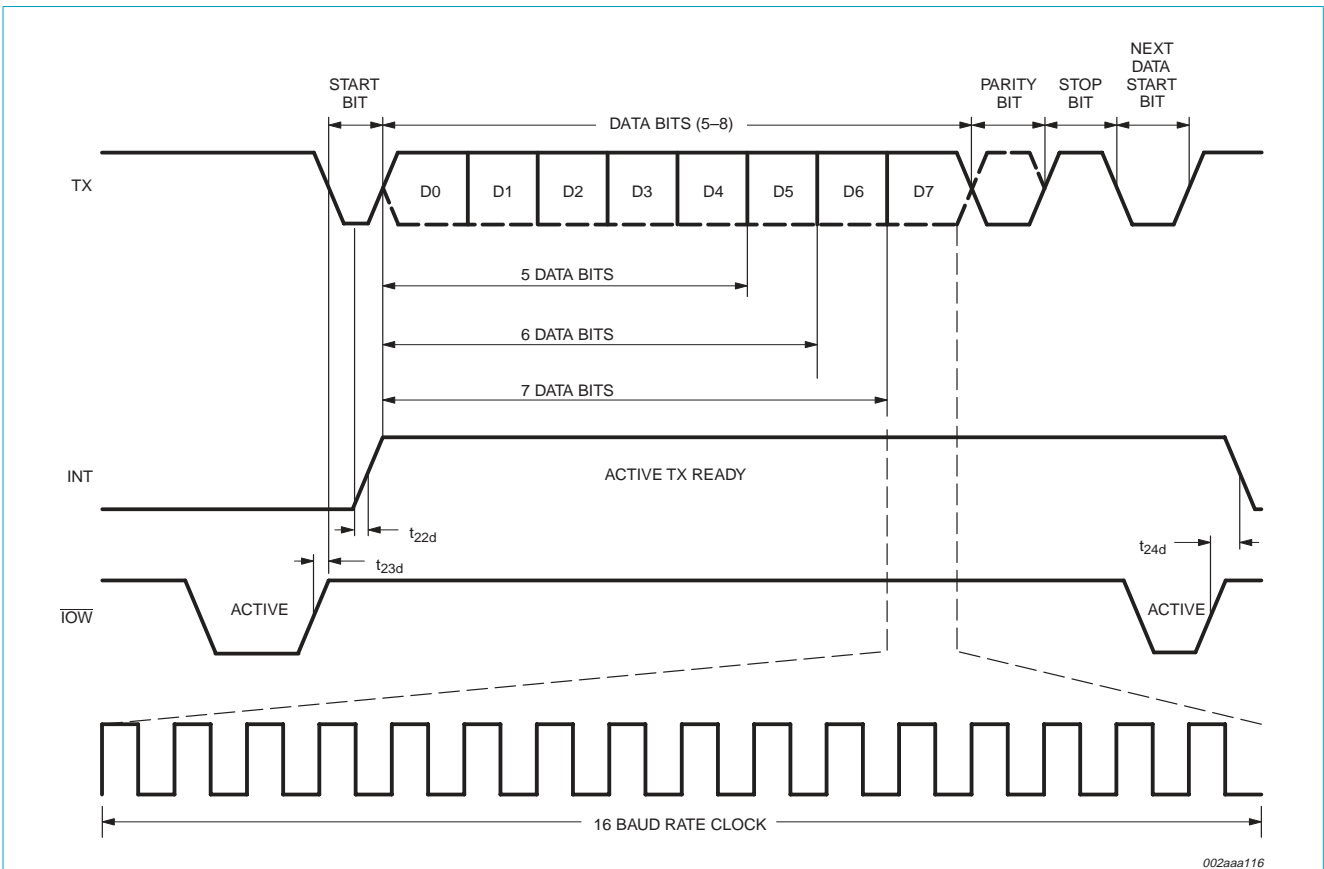 START
BIT
DATA BITS (5–8)
PARITY
BIT
STOP
BIT
NEXT
DATA
START
BIT
TX
D0 D1 D2 D3 D4 D5 D6 D7
5 DATA BITS
6 DATA BITS
7 DATA BITS
INT
ACTIVE TX READY
t22d
t23d
t24d
IOW
ACTIVE
ACTIVE
16 BAUD RATE CLOCK
002aaa116